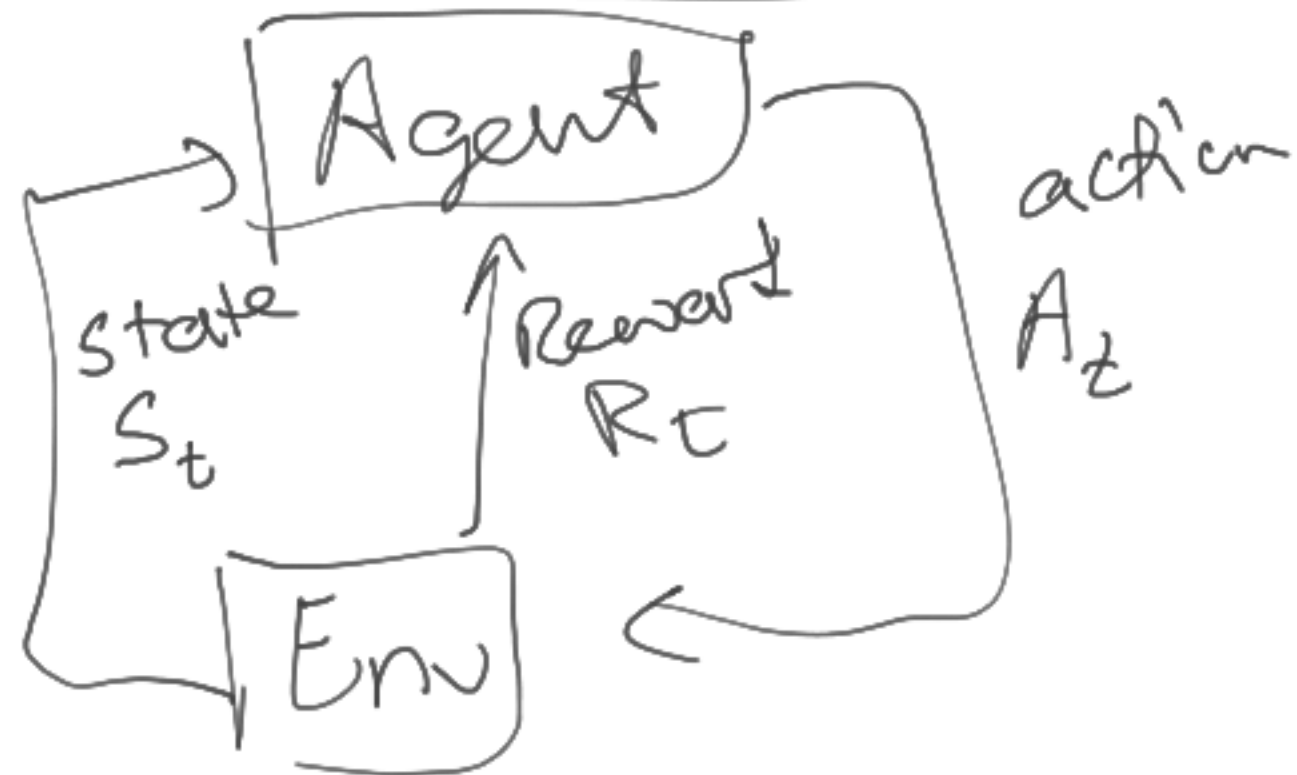 Agent
action
A_t
State
S_t
Reward
R_t
Env